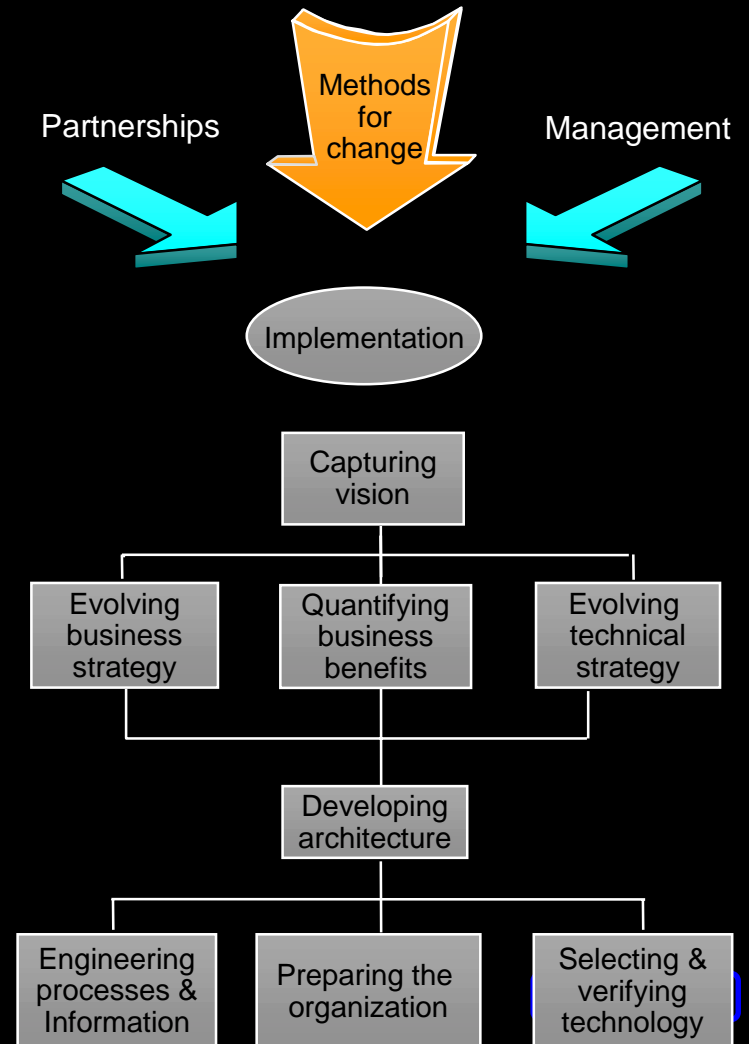 Methods
for
change
Partnerships
Management
Implementation
Capturing
vision
Evolving
business
strategy
Quantifying
business
benefits
Evolving
technical
strategy
Developing
architecture
Engineering
processes &
Information
Preparing the
organization
Selecting &
verifying
technology